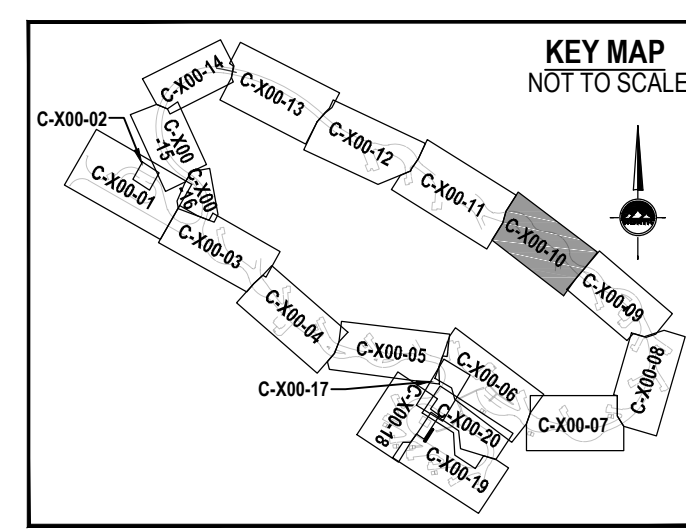 KEY MAP
NOT TO SCALE
C-X00-14
C-X00-13
C-X00-02
C-X00
-15
C-X00-12
C-X00-01
C-X00
-16
C-X00-11
C-X00-03
C-X00-10
C-X00-09
C-X00-04
C-X00-05
C-X00-06
C-X00-08
C-X00-17
C-X00-18
C-X00-20
C-X00-07
C-X00-19